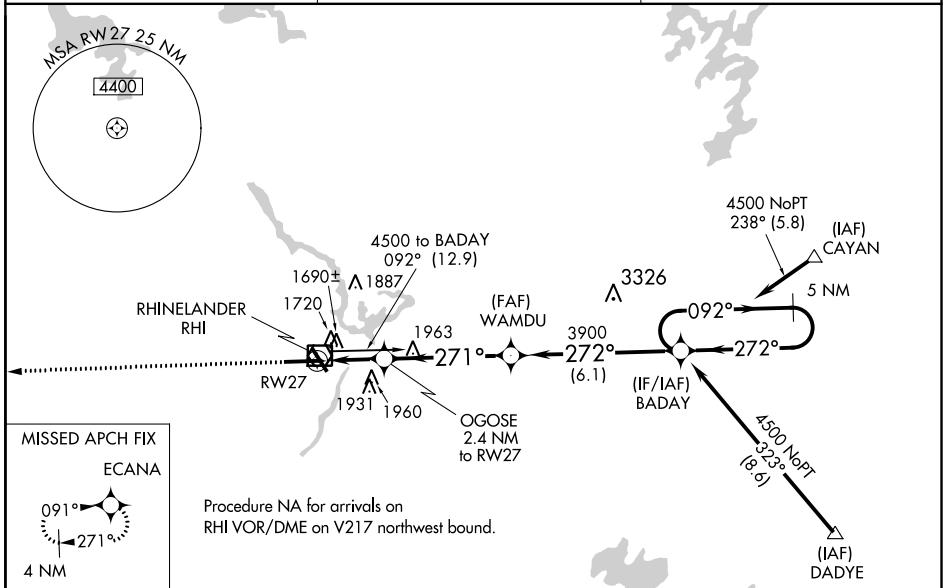 MSA RW27 25 NM
4400
4500 NoPT
238° (5.8)
(IAF)
CAYAN
5 NM
4500 to BADAY
092° (12.9)
1690±
1887
1720
3326
RHINELANDER
RHI
(FAF)
WAMDU
1963
092°
3900
271°
272°
(6.1)
272°
RW27
(IF/IAF)
BADAY
1931
1960
OGOSE
2.4 NM
to RW27
4500 NoPT
323°
(8.6)
MISSED APCH FIX
ECANA
091°
271°
4 NM
Procedure NA for arrivals on
RHI VOR/DME on V217 northwest bound.
(IAF)
DADYE